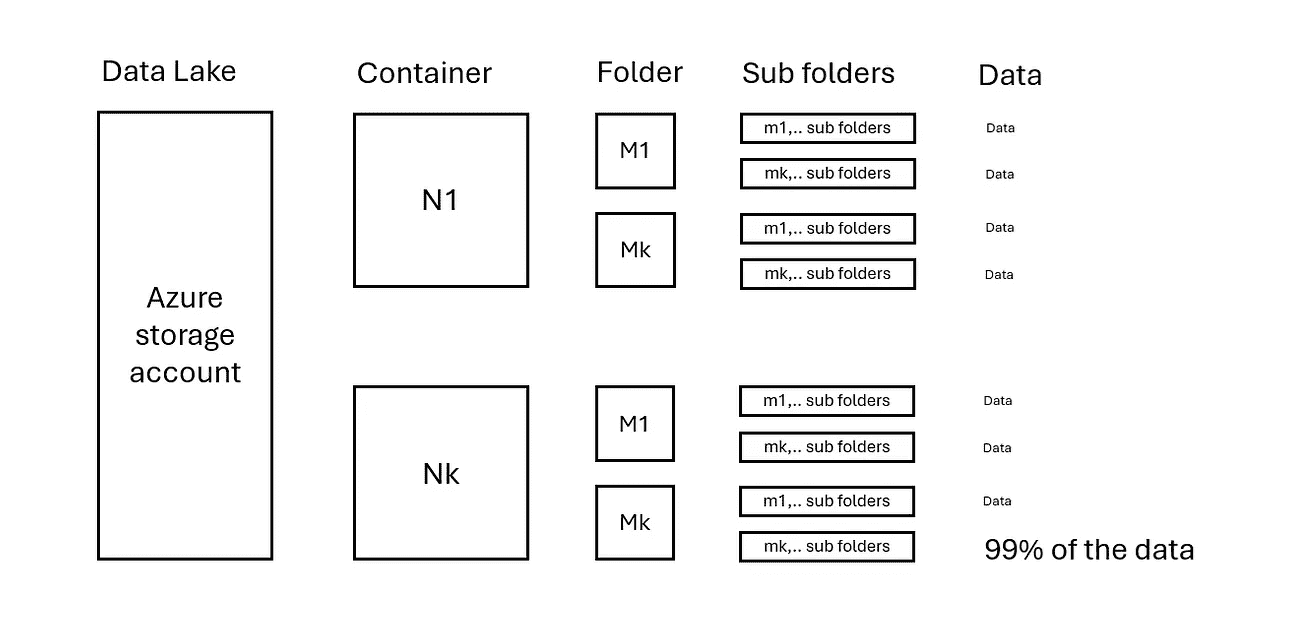 Data Lake
Container
Folder
Sub folders
Data
Azure
storage
account
N1
M1
m1,.. sub folders
Data
mk,.. sub folders
Data
Mk
m1,.. sub folders
Data
mk,.. sub folders
Data
Nk
M1
m1,.. sub folders
Data
mk,.. sub folders
Data
Mk
m1,.. sub folders
Data
mk,.. sub folders
99% of the data